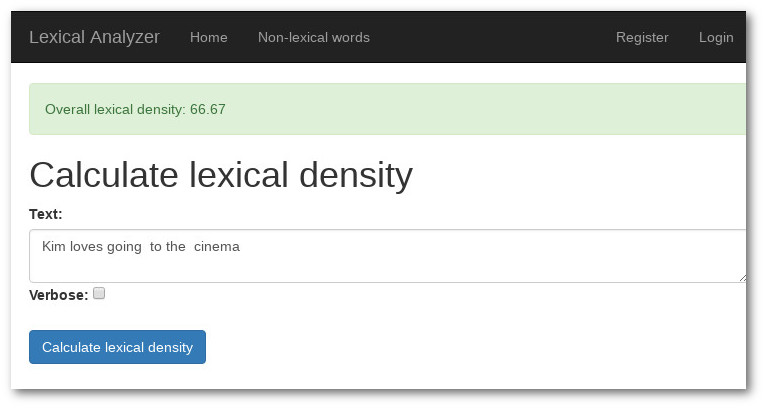 Lexical Analyzer Home Non-lexical words Register Login
Overall lexical density: 66.67
Calculate lexical density
Text:
Kim loves going  to the  cinema
Verbose:
Calculate lexical density